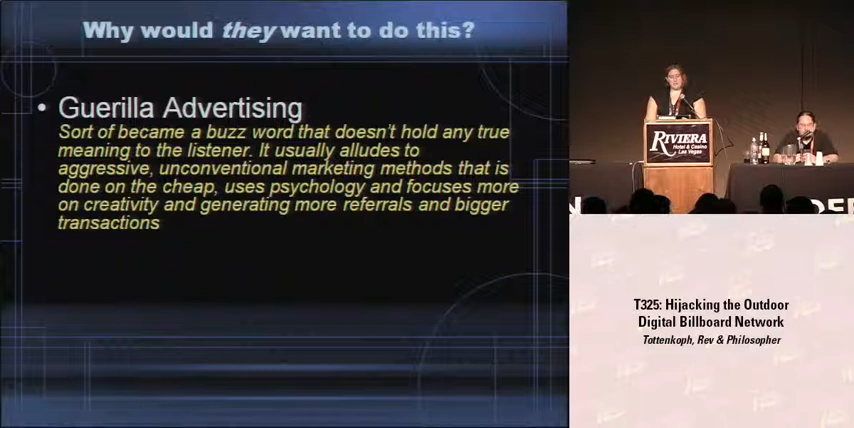 Why would they want to do this?
• Guerilla Advertising
Sort of became a buzz word that doesn't hold any true
meaning to the listener. It usually alludes to
aggressive, unconventional marketing methods that is
done on the cheap, uses psychology and focuses more
on creativity and generating more referrals and bigger
transactions
RIVIERA
Hotel & Casino
Las Vegas
T325: Hijacking the Outdoor
Digital Billboard Network
Tottenkoph, Rev & Philosopher